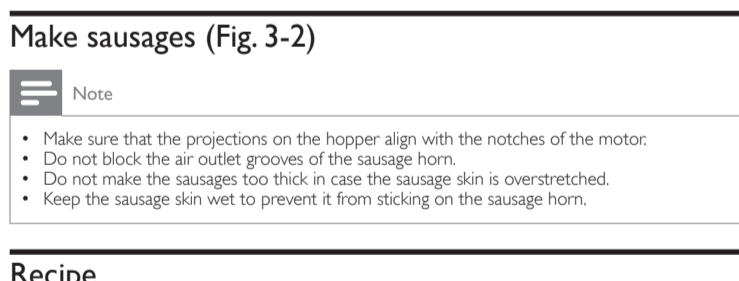 Make sausages (Fig. 3-2)
Note
• Make sure that the projections on the hopper align with the notches of the motor.
• Do not block the air outlet grooves of the sausage horn.
• Do not make the sausages too thick in case the sausage skin is overstretched.
• Keep the sausage skin wet to prevent it from sticking on the sausage horn.
Recipe